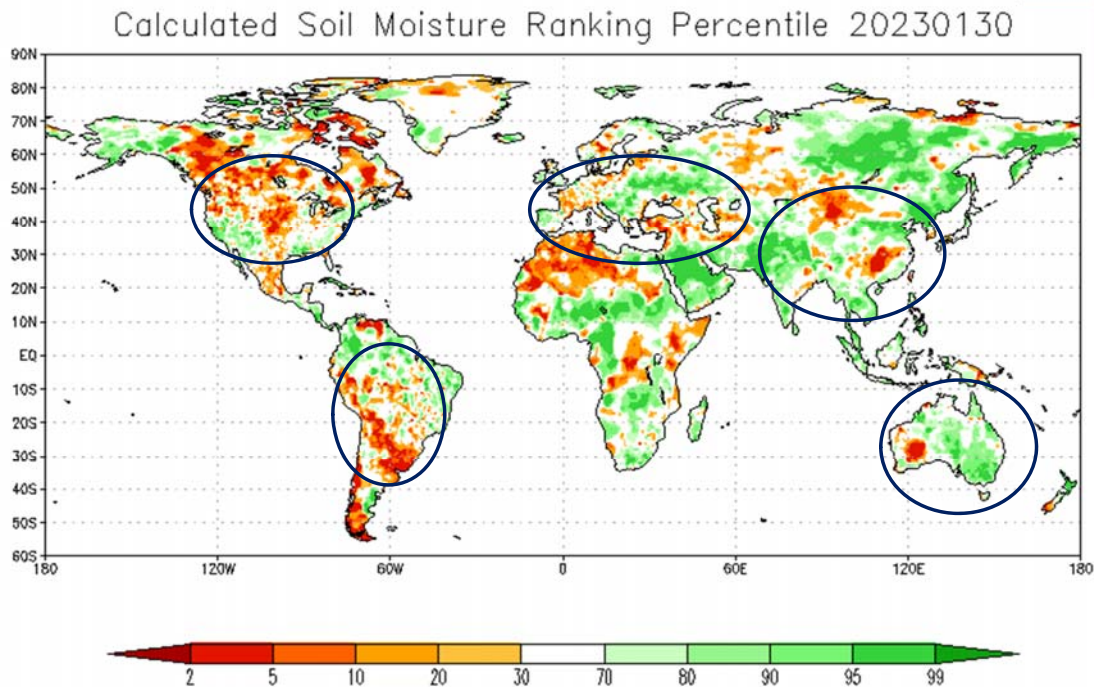 Calculated Soil Moisture Ranking Percentile 20230130
90N
80N
70N
60N
50N
40N
30N
20N
10N
EQ
10S
20S
30S
40S
50S
60S
180 120W 60W 0 60E 120E 180
2 5 10 20 30 70 80 90 95 99